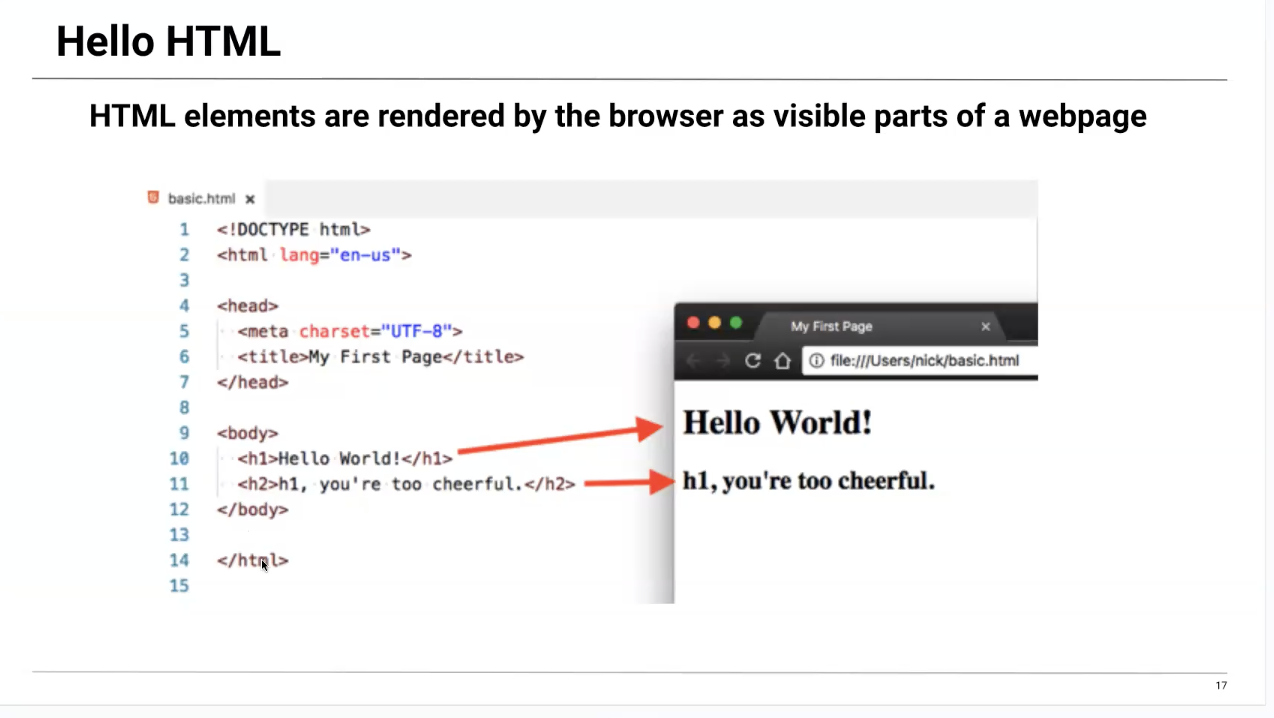 Hello HTML
HTML elements are rendered by the browser as visible parts of a webpage
basic.html ×
1 <!DOCTYPE html>
2 <html lang="en-us">
3
4 <head>
5 <meta charset="UTF-8">
6 <title>My First Page</title>
7 </head>
8
9 <body>
10 <h1>Hello World!</h1>
11 <h2>h1, you're too cheerful.</h2>
12 </body>
13
14 </html>
15
My First Page ×
file:///Users/nick/basic.html
Hello World!
h1, you're too cheerful.
17